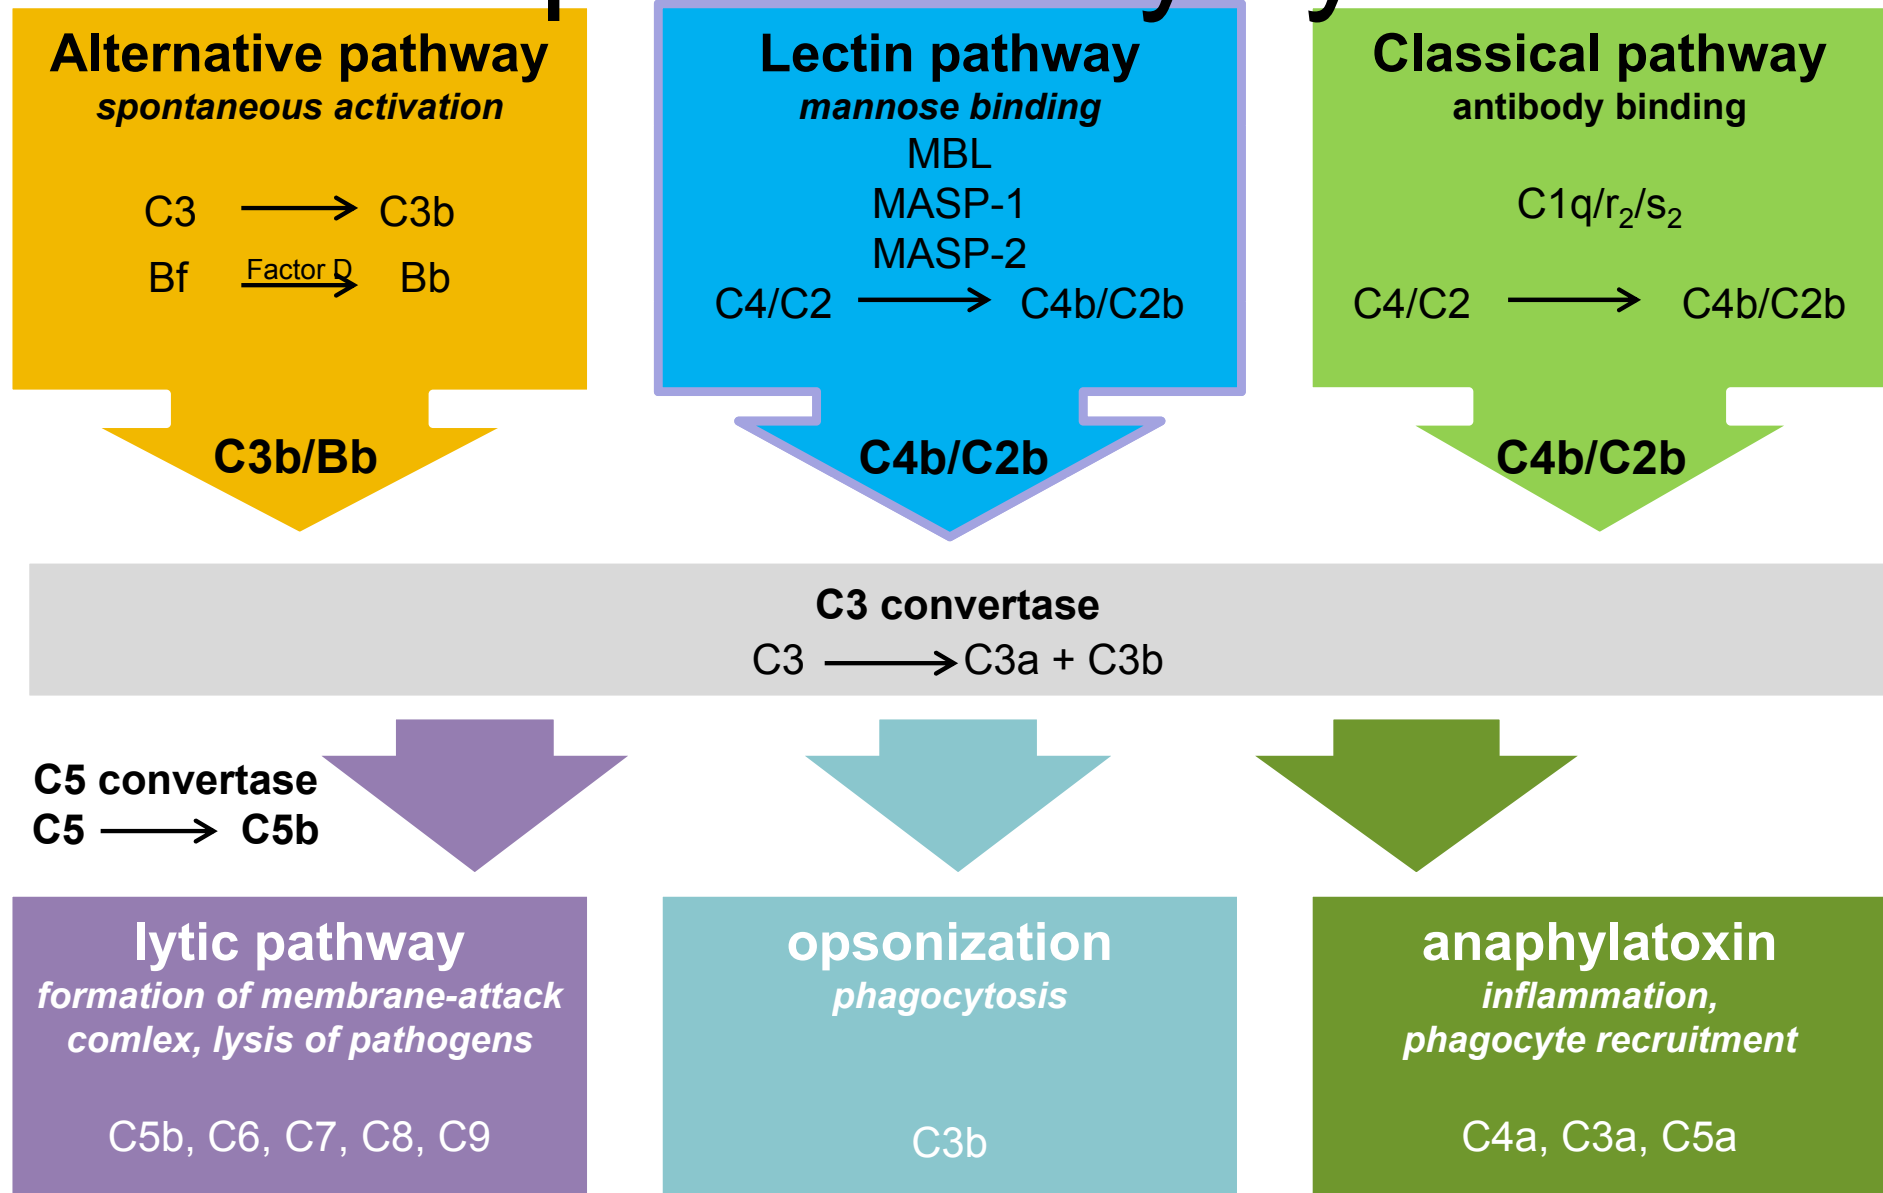 Alternative pathway
spontaneous activation
C3 → C3b
Bf Factor D → Bb
C3b/Bb
Lectin pathway
mannose binding
MBL
MASP-1
MASP-2
C4/C2 → C4b/C2b
C4b/C2b
Classical pathway
antibody binding
C1q/r₂/s₂
C4/C2 → C4b/C2b
C4b/C2b
C3 convertase
C3 → C3a + C3b
C5 convertase
C5 → C5b
lytic pathway
formation of membrane-attack
comlex, lysis of pathogens
C5b, C6, C7, C8, C9
opsonization
phagocytosis
C3b
anaphylatoxin
inflammation,
phagocyte recruitment
C4a, C3a, C5a